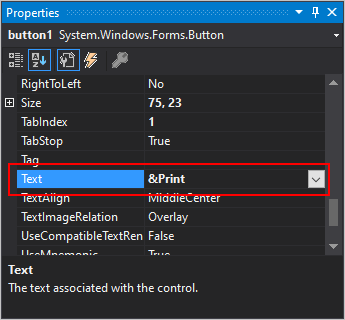 Properties
button1 System.Windows.Forms.Button
RightToLeft No
Size 75, 23
TabIndex 1
TabStop True
Tag
Text &Print
TextAlign MiddleCenter
TextImageRelation Overlay
UseCompatibleTextRen False
UseMnemonic True
Text
The text associated with the control.